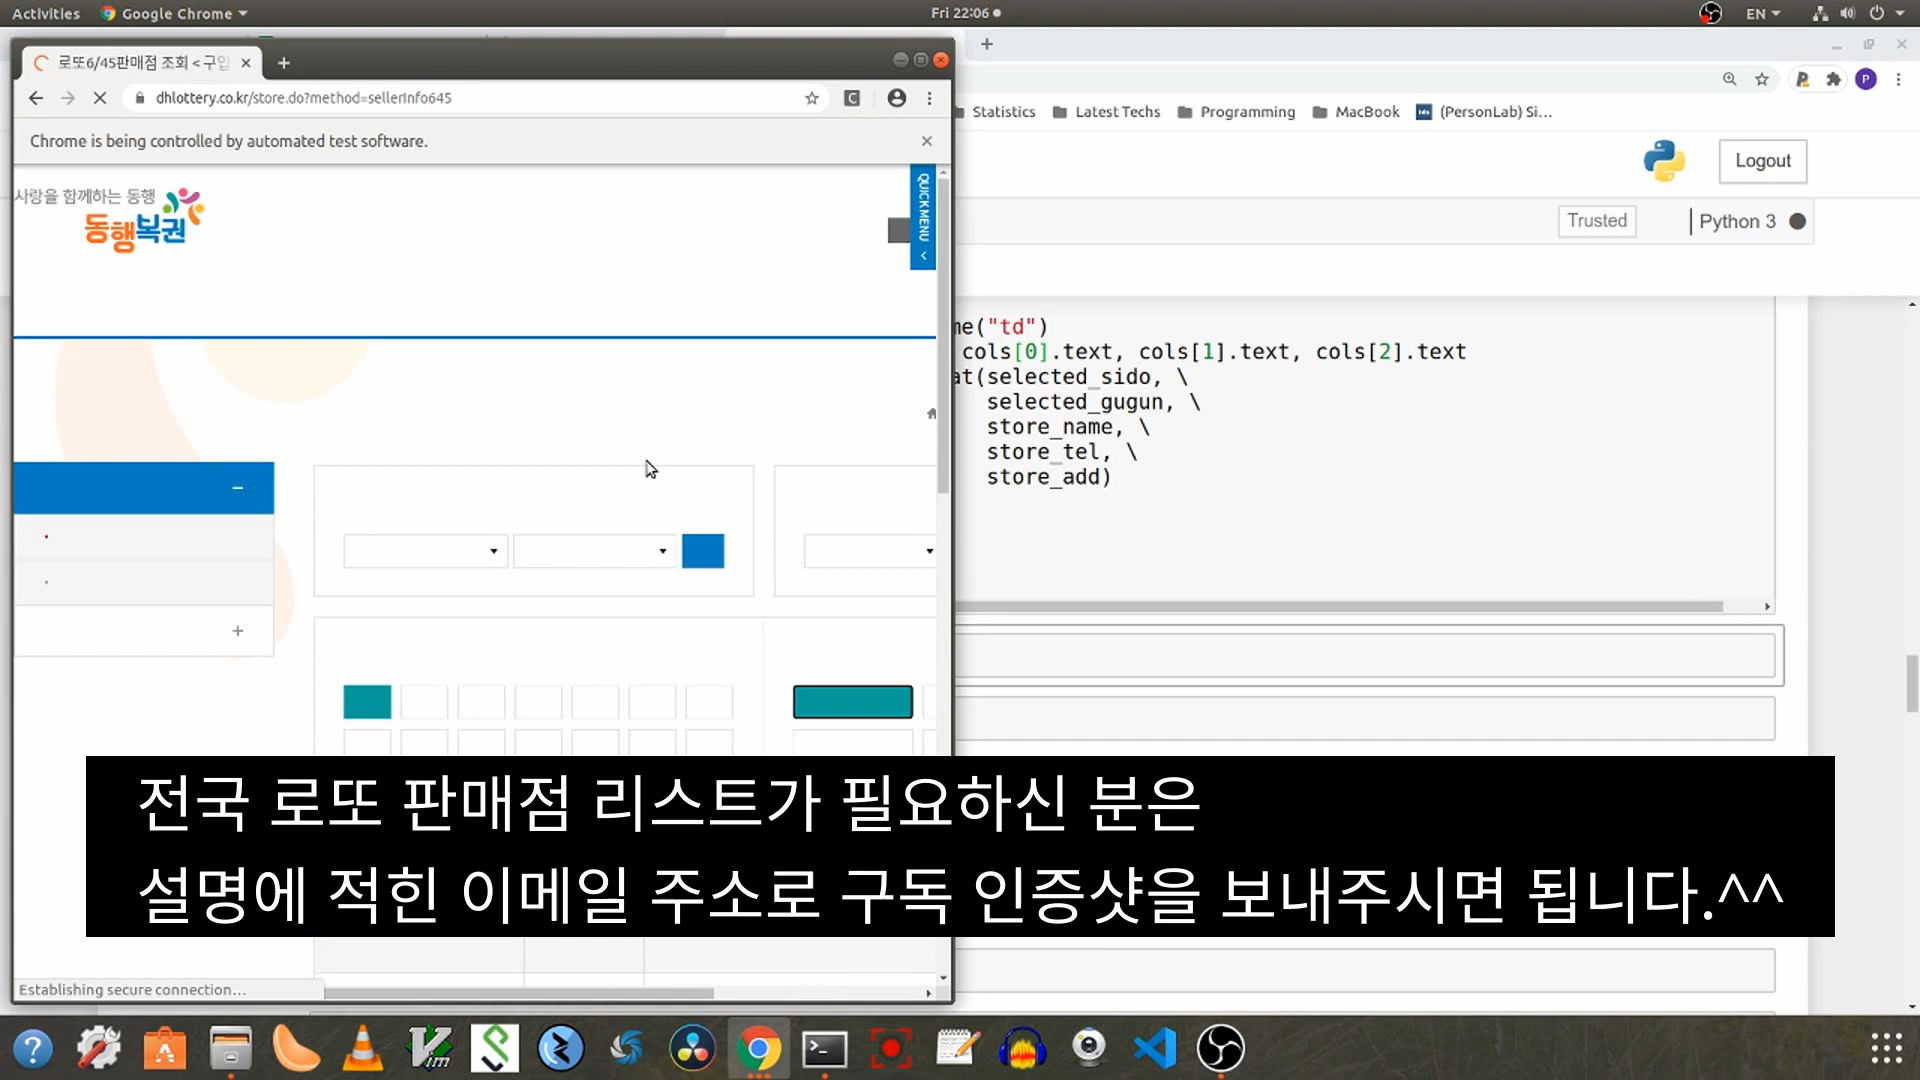 Activities
Google Chrome
Fri 22:06
EN
로또6/45판매점 조회 < 구입
dhlottery.co.kr/store.do?method=sellerInfo645
Statistics
Latest Techs
Programming
MacBook
(PersonLab) Si...
Chrome is being controlled by automated test software.
Logout
사랑을 함께하는 동행
동행복권
QUICK MENU
Trusted
Python 3
me("td")
cols[0].text, cols[1].text, cols[2].text
at(selected_sido, \
selected_gugun, \
store_name, \
store_tel, \
store_add)
전국 로또 판매점 리스트가 필요하신 분은
설명에 적힌 이메일 주소로 구독 인증샷을 보내주시면 됩니다.^^
Establishing secure connection...